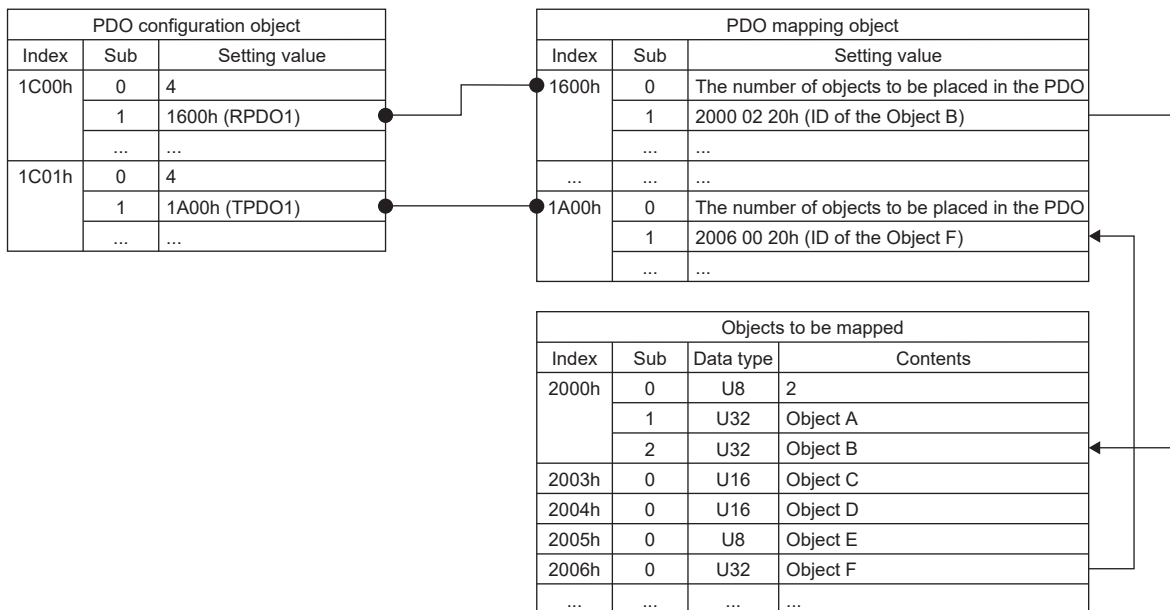 PDO configuration object
Index Sub Setting value
1C00h 0 4
1 1600h (RPDO1)
... ...
1C01h 0 4
1 1A00h (TPDO1)
... ...
PDO mapping object
Index Sub Setting value
1600h 0 The number of objects to be placed in the PDO
1 2000 02 20h (ID of the Object B)
... ...
... ... ...
1A00h 0 The number of objects to be placed in the PDO
1 2006 00 20h (ID of the Object F)
... ...
Objects to be mapped
Index Sub Data type Contents
2000h 0 U8 2
1 U32 Object A
2 U32 Object B
2003h 0 U16 Object C
2004h 0 U16 Object D
2005h 0 U8 Object E
2006h 0 U32 Object F
... ... ... ...